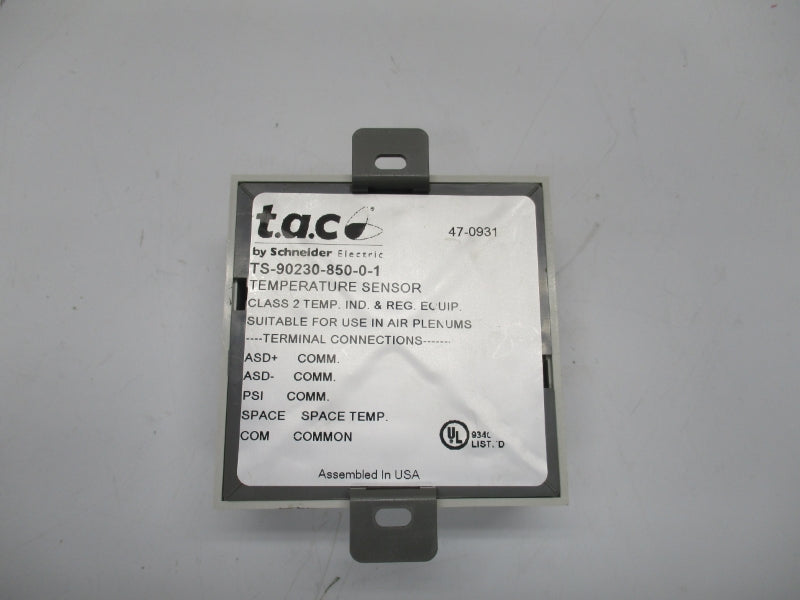 t.a.c ®
47-0931
by Schneider Electric
TS-90230-850-0-1
TEMPERATURE SENSOR
CLASS 2 TEMP. IND. & REG. EQUIP.
SUITABLE FOR USE IN AIR PLENUMS
----TERMINAL CONNECTIONS-------
ASD+ COMM.
ASD- COMM.
PSI COMM.
SPACE SPACE TEMP.
COM COMMON
UL
Assembled In USA